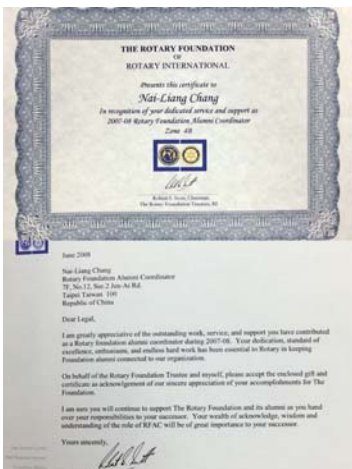 THE ROTARY FOUNDATION
OF
ROTARY INTERNATIONAL
Presents this certificate to
Nai-Liang Chang
In recognition of your dedicated service and support as
2007-08 Rotary Foundation Alumni Coordinator
Zone 4B
Robert S. Scott, Chairman
The Rotary Foundation Trustees, RI
June 2008
Nai-Liang Chang
Rotary Foundation Alumni Coordinator
7F, No.12, Sec.2 Jen-Ai Rd.
Taipei Taiwan 100
Republic of China
Dear Legal,
I am greatly appreciative of the outstanding work, service, and support you have contributed
as a Rotary foundation alumni coordinator during 2007-08. Your dedication, standard of
excellence, enthusiasm, and endless hard work has been essential to Rotary in keeping
Foundation alumni connected to our organization.
On behalf of the Rotary Foundation Trustee and myself, please accept the enclosed gift and
certificate as acknowledgement of our sincere appreciation of your accomplishments for The
Foundation.
I am sure you will continue to support The Rotary Foundation and its alumni as you hand
over your responsibilities to your successor. Your wealth of acknowledge, wisdom and
understanding of the role of RFAC will be of great importance to your successor.
Yours sincerely,